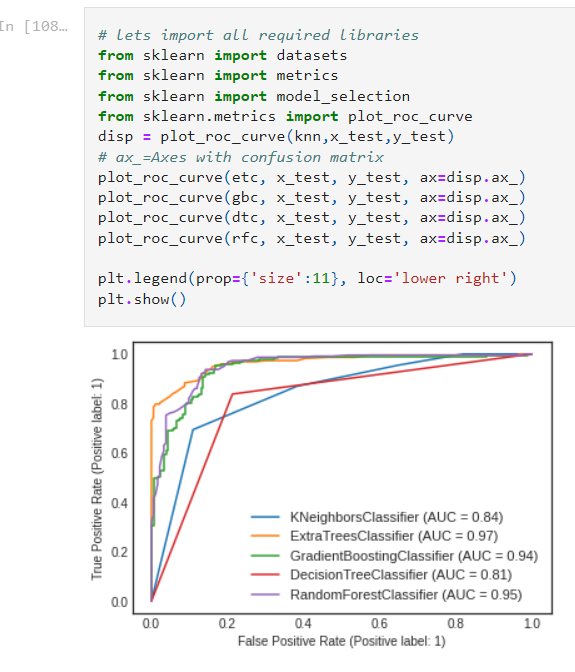 In [108…
# lets import all required libraries
from sklearn import datasets
from sklearn import metrics
from sklearn import model_selection
from sklearn.metrics import plot_roc_curve
disp = plot_roc_curve(knn,x_test,y_test)
# ax_=Axes with confusion matrix
plot_roc_curve(etc, x_test, y_test, ax=disp.ax_)
plot_roc_curve(gbc, x_test, y_test, ax=disp.ax_)
plot_roc_curve(dtc, x_test, y_test, ax=disp.ax_)
plot_roc_curve(rfc, x_test, y_test, ax=disp.ax_)
plt.legend(prop={'size':11}, loc='lower right')
plt.show()
True Positive Rate (Positive label: 1)
1.0
0.8
0.6
0.4
0.2
0.0
KNeighborsClassifier (AUC = 0.84)
ExtraTreesClassifier (AUC = 0.97)
GradientBoostingClassifier (AUC = 0.94)
DecisionTreeClassifier (AUC = 0.81)
RandomForestClassifier (AUC = 0.95)
0.0 0.2 0.4 0.6 0.8 1.0
False Positive Rate (Positive label: 1)